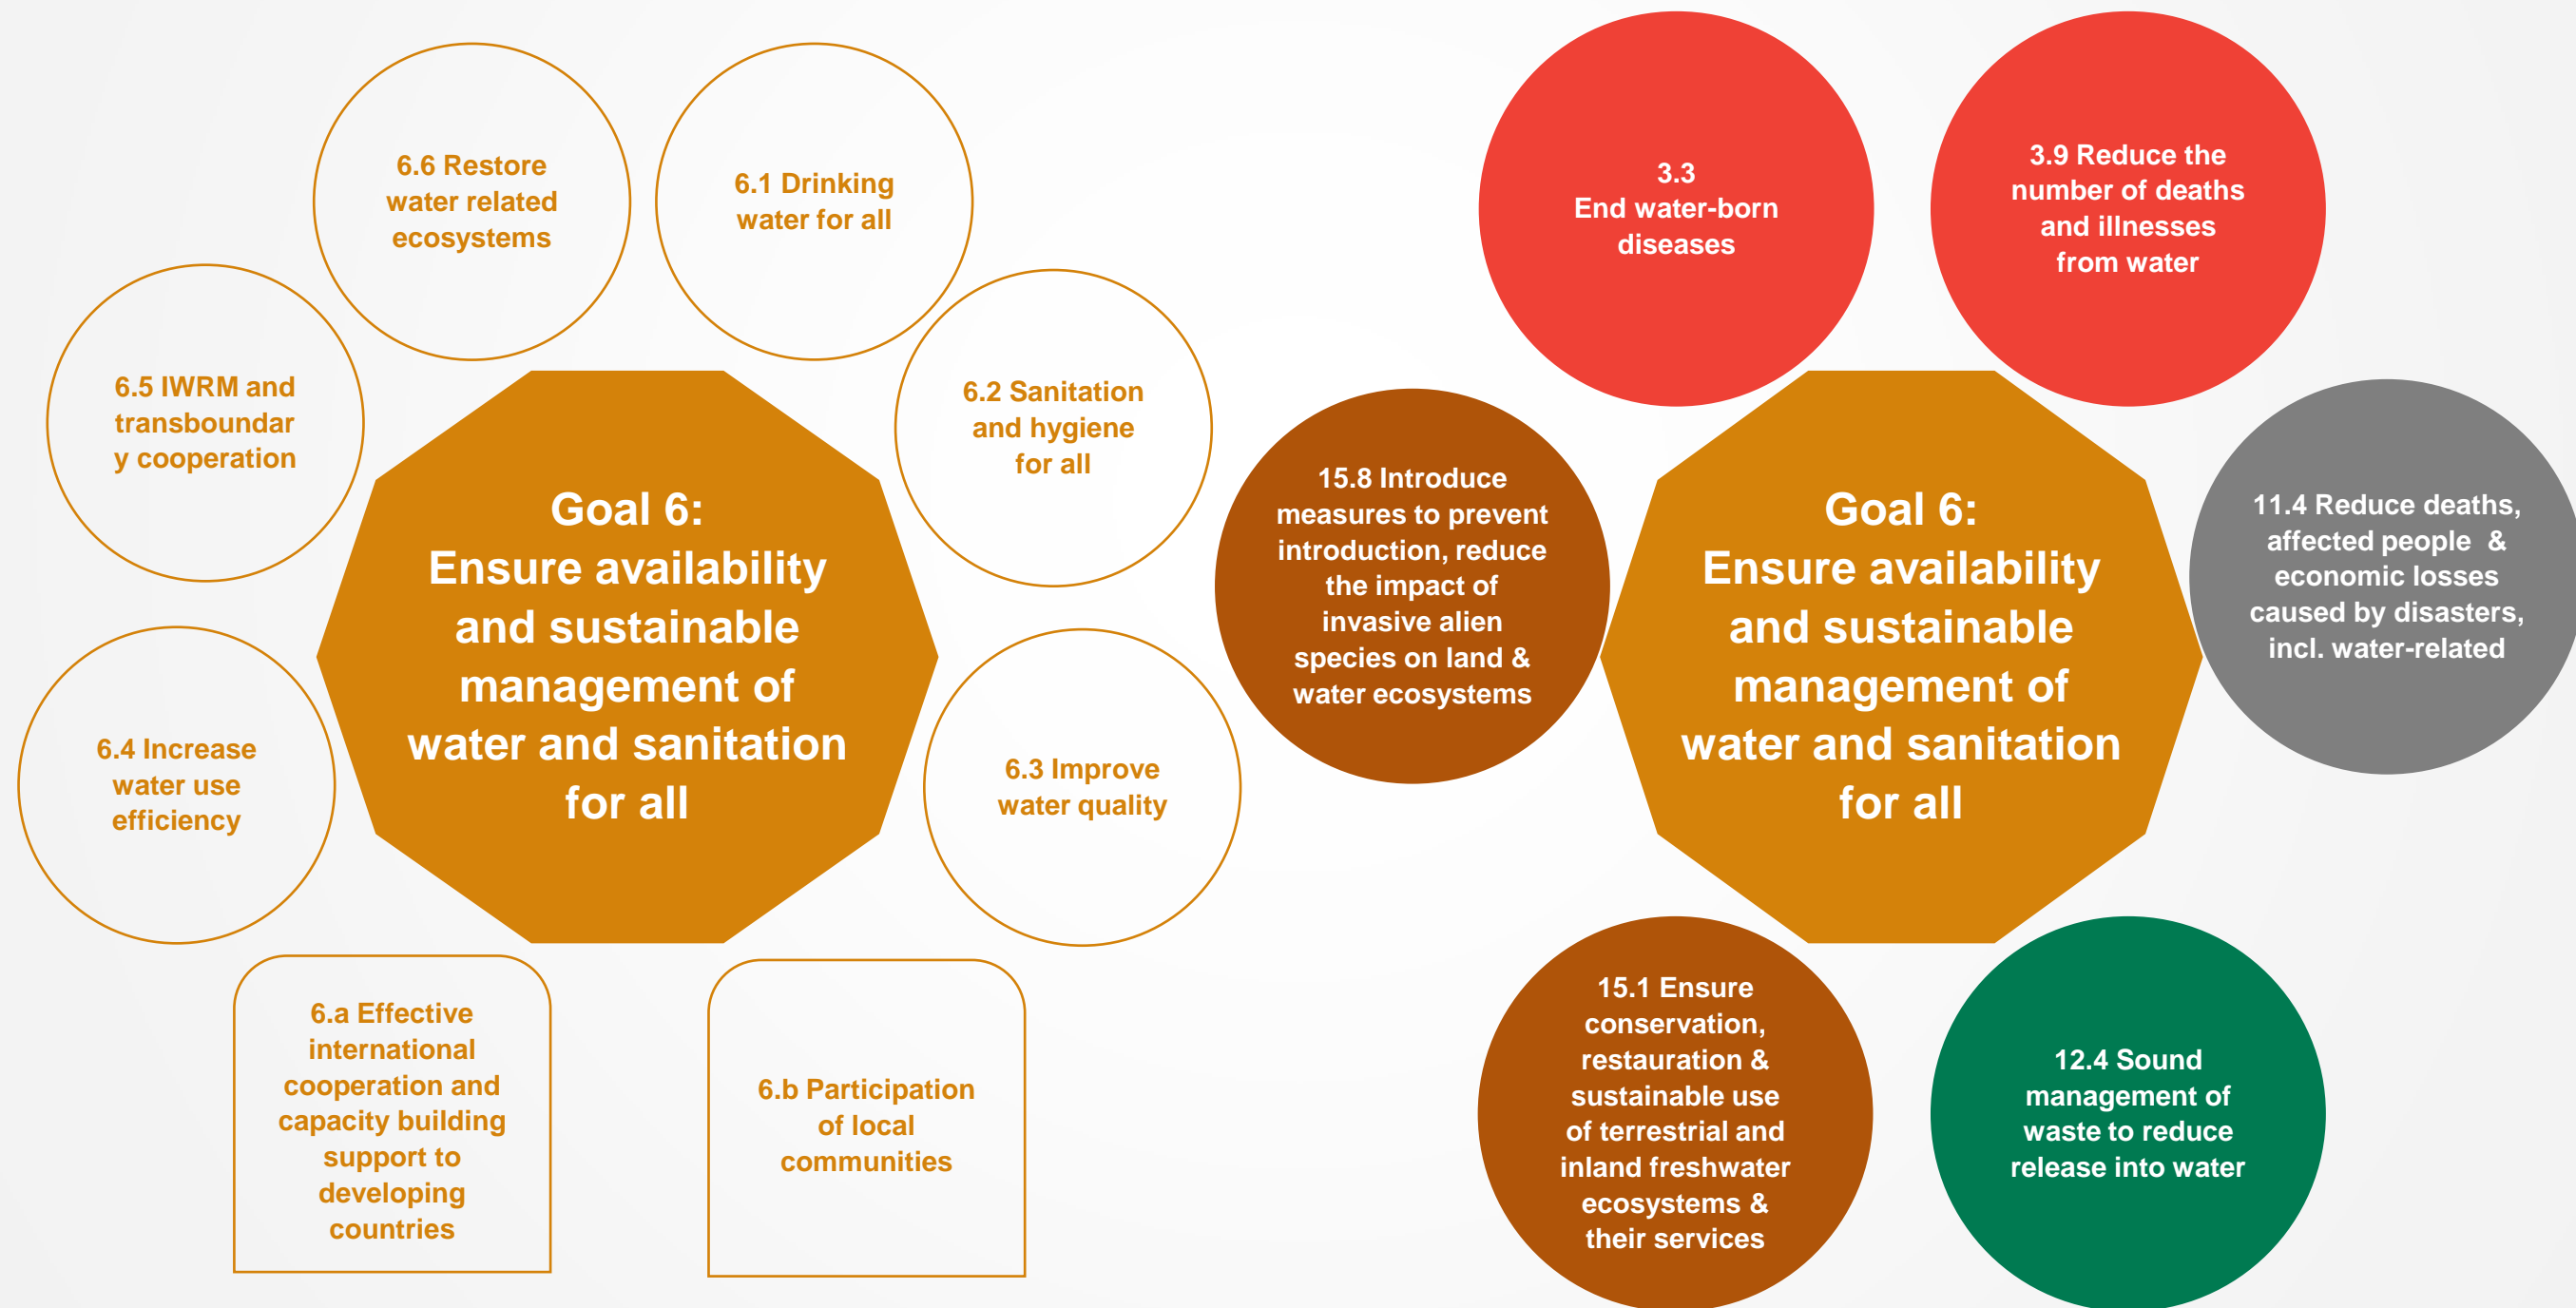 6.6 Restore
water related
ecosystems
6.1 Drinking
water for all
6.5 IWRM and
transboundar
y cooperation
6.2 Sanitation
and hygiene
for all
Goal 6:
Ensure availability
and sustainable
management of
water and sanitation
for all
6.4 Increase
water use
efficiency
6.3 Improve
water quality
6.a Effective
international
cooperation and
capacity building
support to
developing
countries
6.b Participation
of local
communities
3.3
End water-born
diseases
3.9 Reduce the
number of deaths
and illnesses
from water
15.8 Introduce
measures to prevent
introduction, reduce
the impact of
invasive alien
species on land &
water ecosystems
Goal 6:
Ensure availability
and sustainable
management of
water and sanitation
for all
11.4 Reduce deaths,
affected people &
economic losses
caused by disasters,
incl. water-related
15.1 Ensure
conservation,
restauration &
sustainable use
of terrestrial and
inland freshwater
ecosystems &
their services
12.4 Sound
management of
waste to reduce
release into water